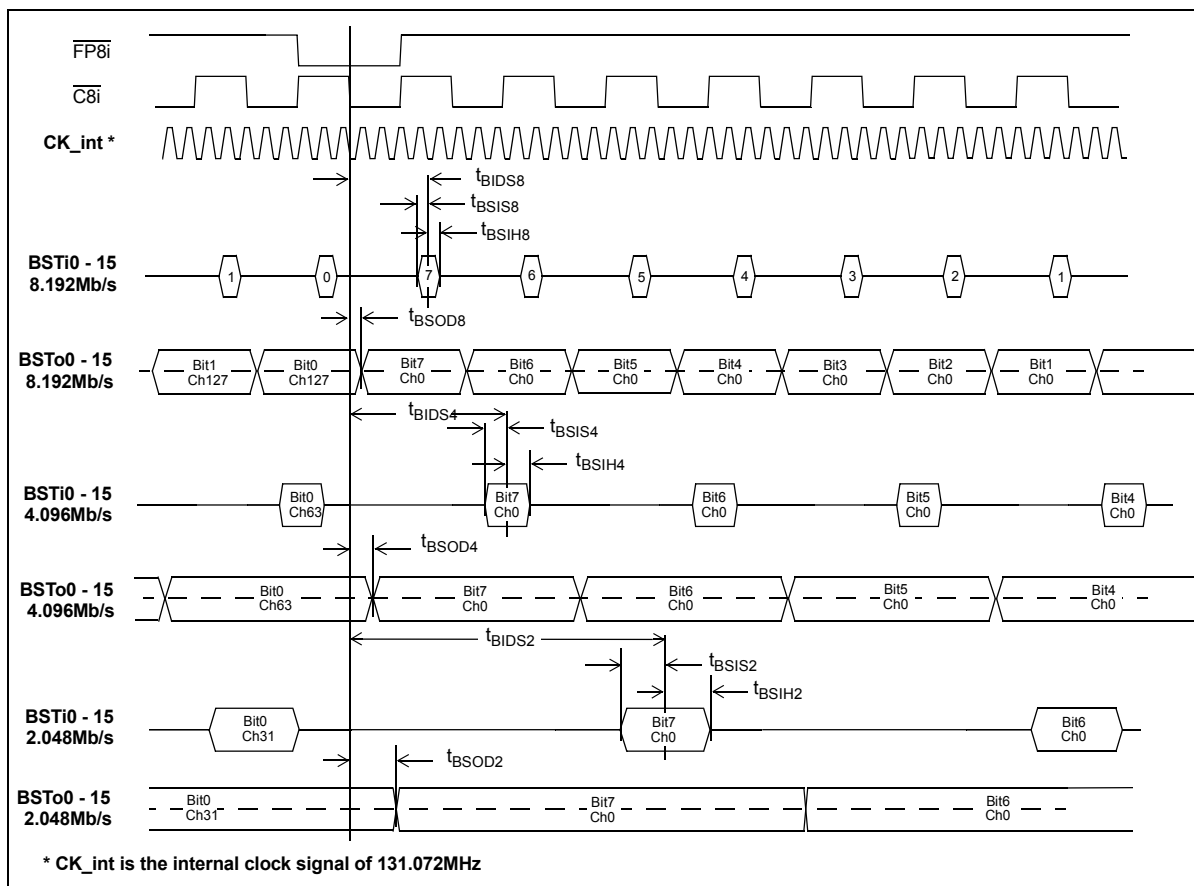 FP8i
C8i
CK_int *
tBIDS8
tBSIS8
tBSIH8
BSTi0 - 15
8.192Mb/s
1 0 7 6 5 4 3 2 1
tBSOD8
BSTo0 - 15
8.192Mb/s
Bit1 Bit0 Bit7 Bit6 Bit5 Bit4 Bit3 Bit2 Bit1
Ch127 Ch127 Ch0 Ch0 Ch0 Ch0 Ch0 Ch0 Ch0
tBIDS4
tBSIS4
tBSIH4
BSTi0 - 15
4.096Mb/s
Bit0 Bit7 Bit6 Bit5 Bit4
Ch63 Ch0 Ch0 Ch0 Ch0
tBSOD4
BSTo0 - 15
4.096Mb/s
Bit0 Bit7 Bit6 Bit5 Bit4
Ch63 Ch0 Ch0 Ch0 Ch0
tBIDS2
tBSIS2
tBSIH2
BSTi0 - 15
2.048Mb/s
Bit0 Bit7 Bit6
Ch31 Ch0 Ch0
tBSOD2
BSTo0 - 15
2.048Mb/s
Bit0 Bit7 Bit6
Ch31 Ch0 Ch0
* CK_int is the internal clock signal of 131.072MHz